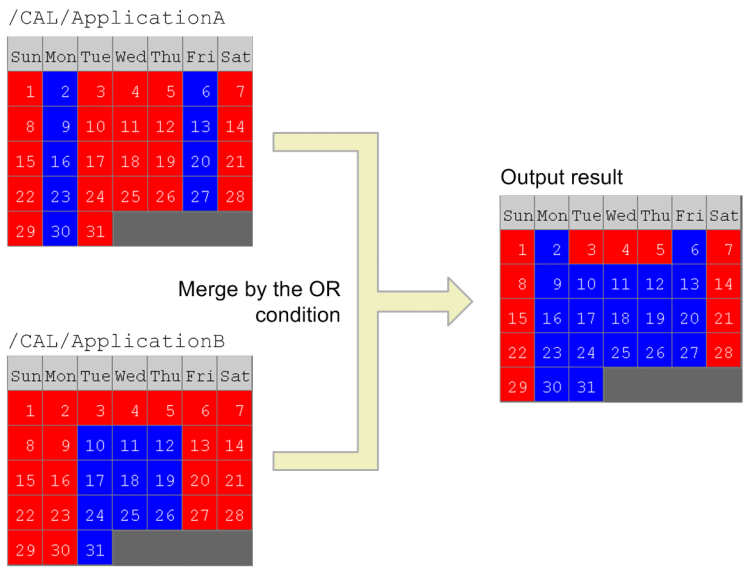 /CAL/ApplicationA
Sun Mon Tue Wed Thu Fri Sat
1 2 3 4 5 6 7
8 9 10 11 12 13 14
15 16 17 18 19 20 21
22 23 24 25 26 27 28
29 30 31
Merge by the OR
condition
/CAL/ApplicationB
Sun Mon Tue Wed Thu Fri Sat
1 2 3 4 5 6 7
8 9 10 11 12 13 14
15 16 17 18 19 20 21
22 23 24 25 26 27 28
29 30 31
Output result
Sun Mon Tue Wed Thu Fri Sat
1 2 3 4 5 6 7
8 9 10 11 12 13 14
15 16 17 18 19 20 21
22 23 24 25 26 27 28
29 30 31